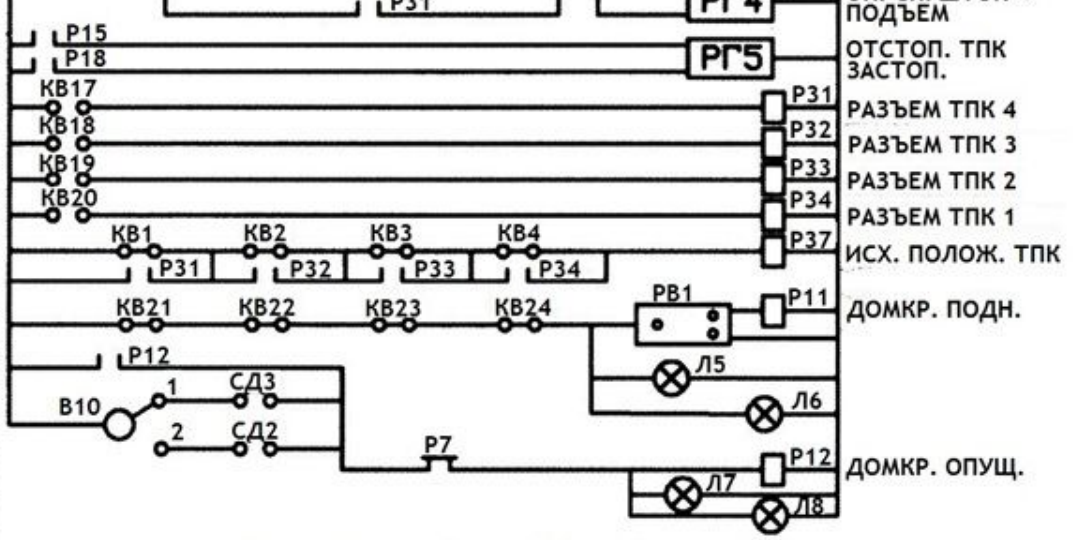 Р31
РГ4
ПОДЪЕМ
Р15
Р18
РГ5
ОТСТОП. ТПК
ЗАСТОП.
КВ17
Р31
РАЗЪЕМ ТПК 4
КВ18
Р32
РАЗЪЕМ ТПК 3
КВ19
Р33
РАЗЪЕМ ТПК 2
КВ20
Р34
РАЗЪЕМ ТПК 1
КВ1 КВ2 КВ3 КВ4
Р37
ИСХ. ПОЛОЖ. ТПК
Р31 Р32 Р33 Р34
КВ21 КВ22 КВ23 КВ24
РВ1
Р11
ДОМКР. ПОДН.
Р12
Л5
1 СД3
В10
Л6
2 СД2
Р7
Р12
ДОМКР. ОПУЩ.
Л7
Л8